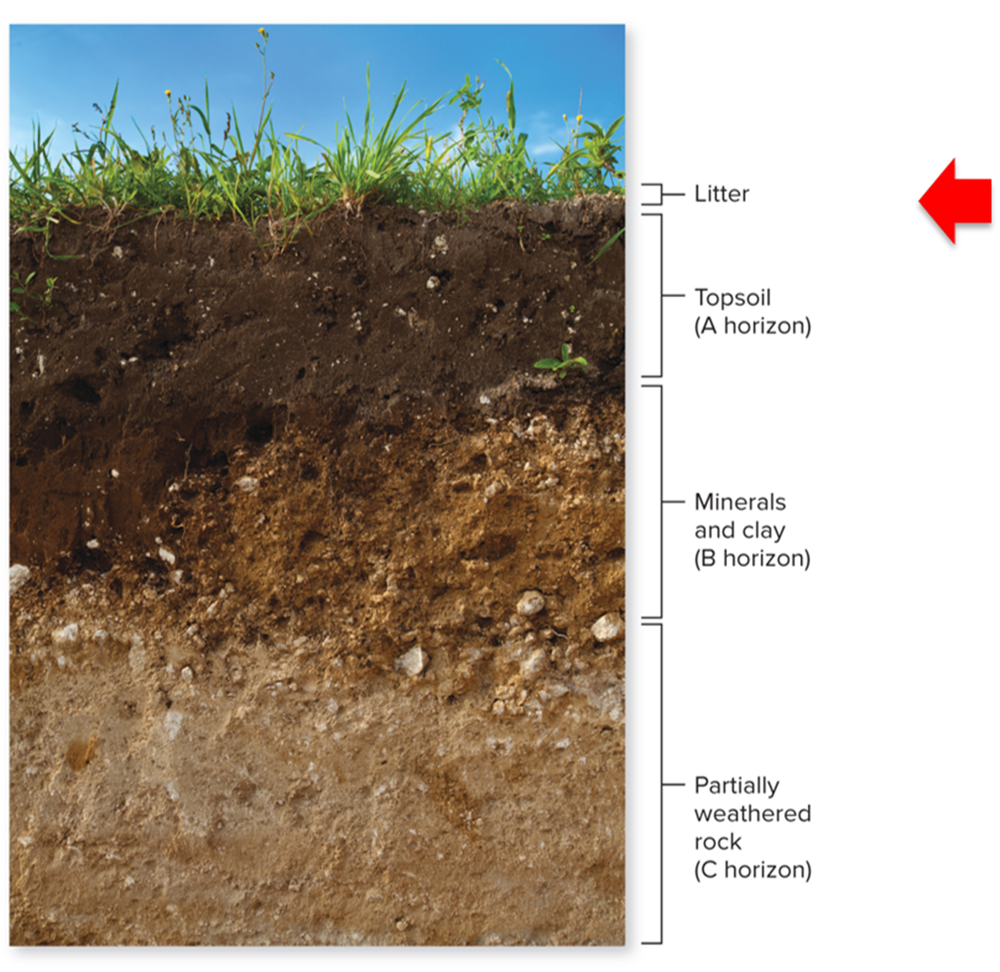 Litter
Topsoil
(A horizon)
Minerals
and clay
(B horizon)
Partially
weathered
rock
(C horizon)